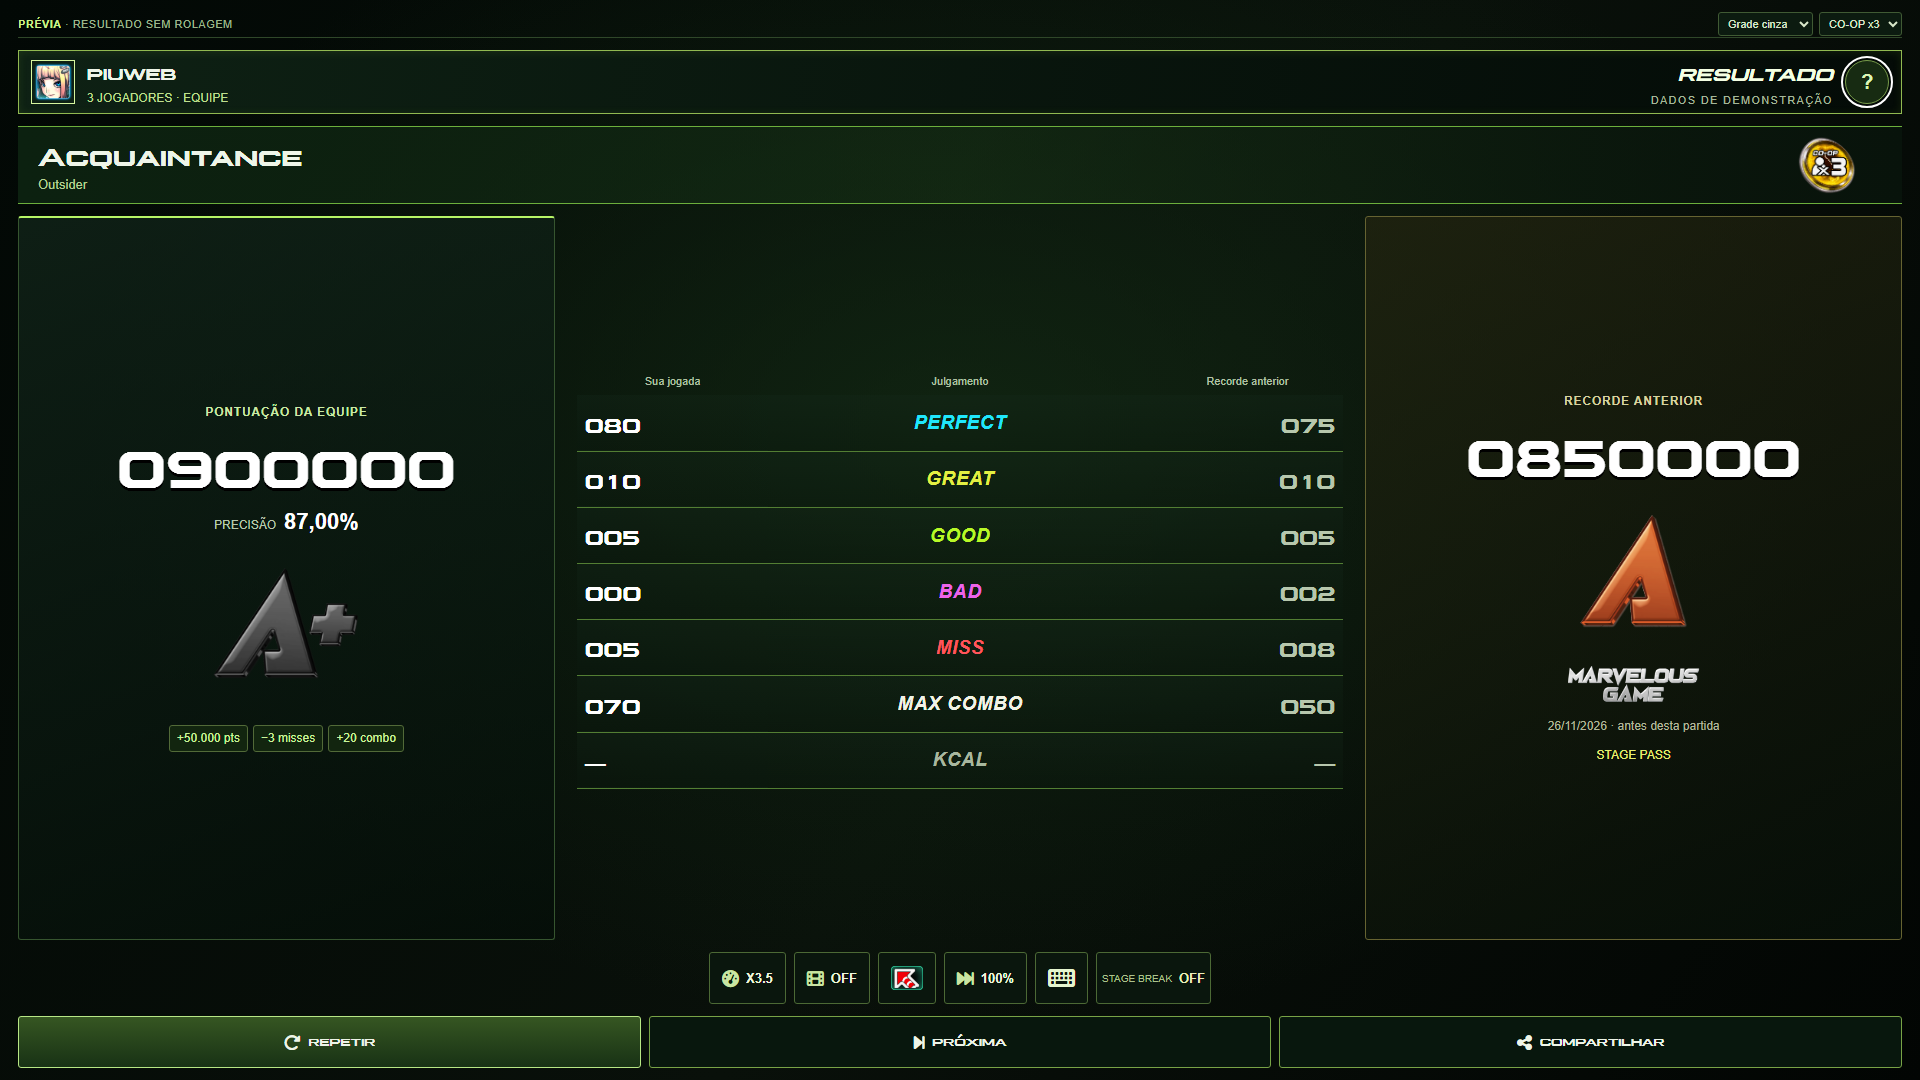 PRÉVIA · RESULTADO SEM ROLAGEM
Grade cinza
CO-OP x3
PIUWEB
3 JOGADORES · EQUIPE
RESULTADO
DADOS DE DEMONSTRAÇÃO
?
ACQUAINTANCE
Outsider
CO-OP
x3
PONTUAÇÃO DA EQUIPE
0900000
PRECISÃO 87,00%
A+
+50.000 pts
−3 misses
+20 combo
Sua jogada Julgamento Recorde anterior
080 PERFECT 075
010 GREAT 010
005 GOOD 005
000 BAD 002
005 MISS 008
070 MAX COMBO 050
— KCAL —
RECORDE ANTERIOR
0850000
A
MARVELOUS
GAME
26/11/2026 · antes desta partida
STAGE PASS
X3.5
OFF
100%
STAGE BREAK OFF
REPETIR
PRÓXIMA
COMPARTILHAR